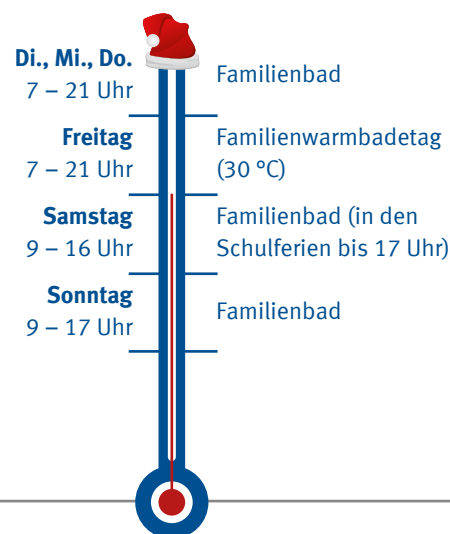 Di., Mi., Do.
7 – 21 Uhr
Familienbad
Freitag
7 – 21 Uhr
Familienwarmbadetag
(30 °C)
Samstag
9 – 16 Uhr
Familienbad (in den
Schulferien bis 17 Uhr)
Sonntag
9 – 17 Uhr
Familienbad